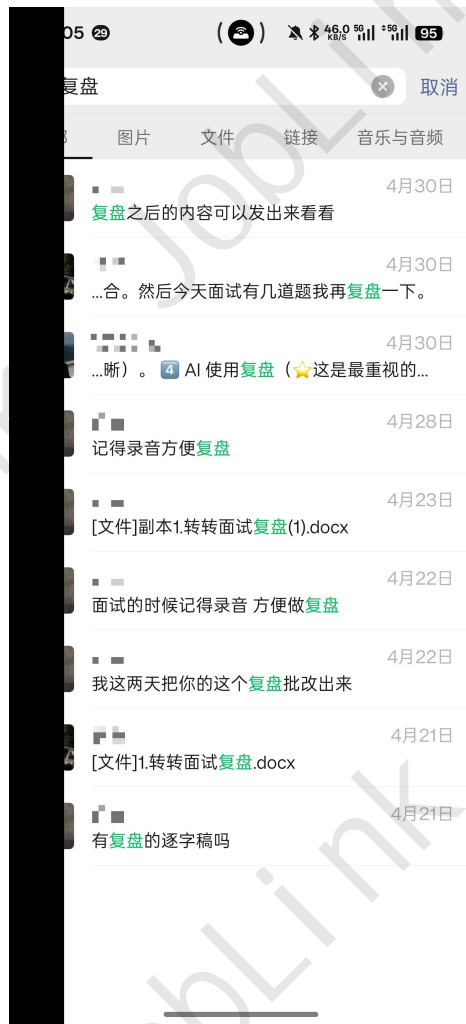 05 29 46.0 KB/S 5G 5G 95
复盘 取消
图片 文件 链接 音乐与音频
4月30日
复盘之后的内容可以发出来看看
4月30日
...合。然后今天面试有几道题我再复盘一下。
4月30日
...晰）。 4️⃣ AI 使用复盘（⭐这是最重视的...
4月28日
记得录音方便复盘
4月23日
[文件]副本1.转转面试复盘(1).docx
4月22日
面试的时候记得录音 方便做复盘
4月22日
我这两天把你的这个复盘批改出来
4月21日
[文件]1.转转面试复盘.docx
4月21日
有复盘的逐字稿吗
JobLink
JobLink